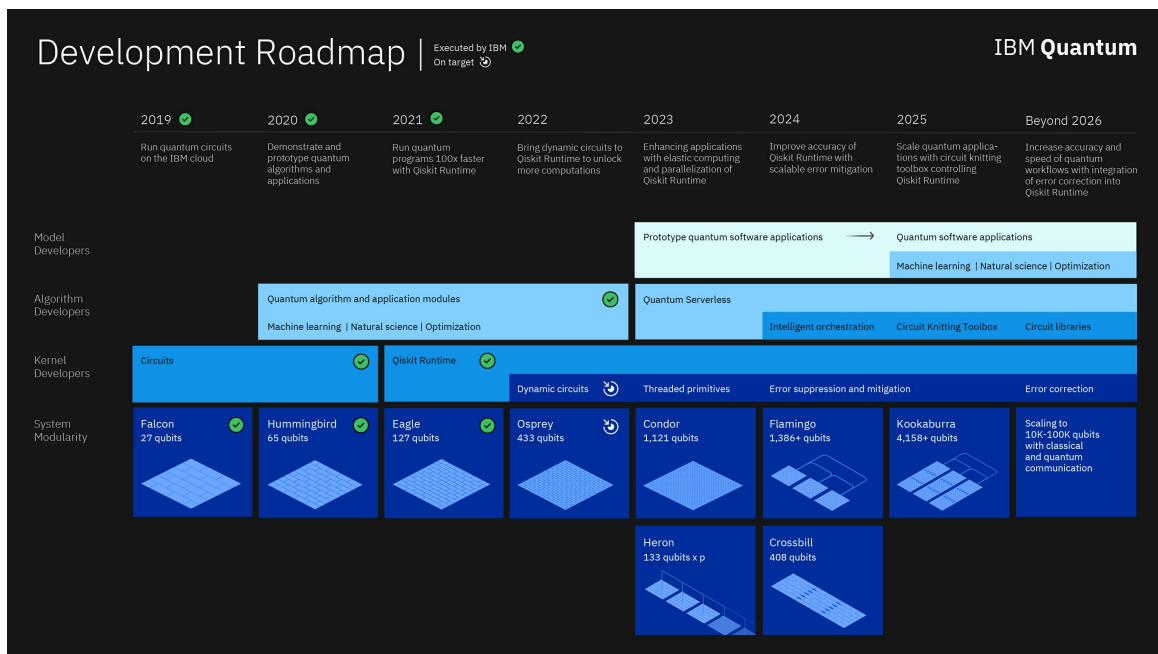 Development Roadmap |
Executed by IBM
On target
IBM Quantum
2019
Run quantum circuits
on the IBM cloud
2020
Demonstrate and
prototype quantum
algorithms and
applications
2021
Run quantum
programs 100x faster
with Qiskit Runtime
2022
Bring dynamic circuits to
Qiskit Runtime to unlock
more computations
2023
Enhancing applications
with elastic computing
and parallelization of
Qiskit Runtime
2024
Improve accuracy of
Qiskit Runtime with
scalable error mitigation
2025
Scale quantum applica-
tions with circuit knitting
toolbox controlling
Qiskit Runtime
Beyond 2026
Increase accuracy and
speed of quantum
workflows with integration
of error correction into
Qiskit Runtime
Model
Developers
Prototype quantum software applications
Quantum software applications
Machine learning | Natural science | Optimization
Algorithm
Developers
Quantum algorithm and application modules
Machine learning | Natural science | Optimization
Quantum Serverless
Intelligent orchestration
Circuit Knitting Toolbox
Circuit libraries
Kernel
Developers
Circuits
Qiskit Runtime
Dynamic circuits
Threaded primitives
Error suppression and mitigation
Error correction
System
Modularity
Falcon
27 qubits
Hummingbird
65 qubits
Eagle
127 qubits
Osprey
433 qubits
Condor
1,121 qubits
Flamingo
1,386+ qubits
Kookaburra
4,158+ qubits
Scaling to
10K-100K qubits
with classical
and quantum
communication
Heron
133 qubits x p
Crossbill
408 qubits